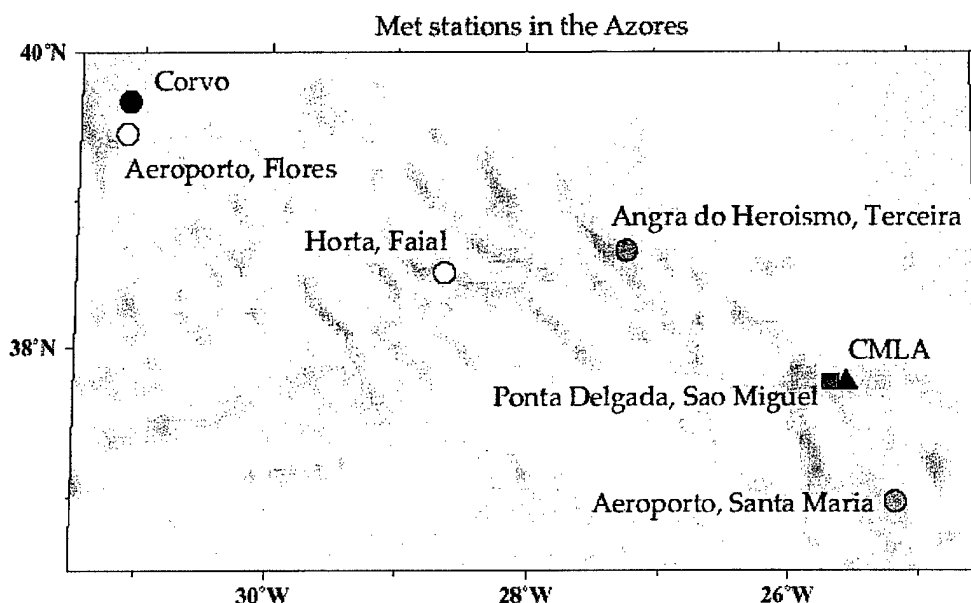 Met stations in the Azores
40°N
Corvo
Aeroporto, Flores
Angra do Heroismo, Terceira
Horta, Faial
38°N
CMLA
Ponta Delgada, Sao Miguel
Aeroporto, Santa Maria
30°W
28°W
26°W